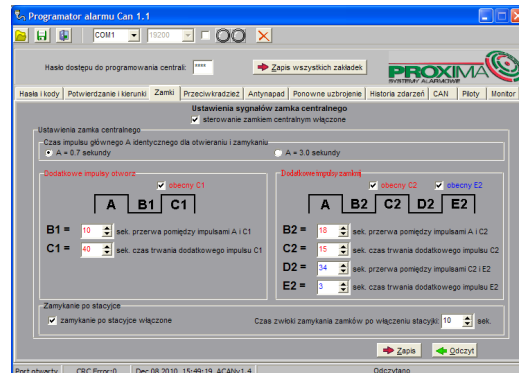 Programator alarmu Can 1.1
COM1 19200
Hasło dostępu do programowania centrali: **** Zapis wszystkich zakładek
PROXIMA
SYSTEMY ALARMOWE
Hasła i kody Potwierdzanie i kierunki Zamki Przeciwkradzież Antynapad Ponowne uzbrojenie Historia zdarzeń CAN Piloty Monitor
Ustawienia sygnałów zamka centralnego
sterowanie zamkiem centralnym włączone
Ustawienia zamka centralnego
Czas impulsu głównego A identycznego dla otwieraniu i zamykaniu
A = 0.7 sekundy A = 3.0 sekundy
Dodatkowe impulsy otwórz
obecny C1
A B1 C1
B1 = 10 sek. przerwa pomiędzy impulsami A i C1
C1 = 40 sek. czas trwania dodatkowego impulsu C1
Dodatkowe impulsy zamknij
obecny C2 obecny E2
A B2 C2 D2 E2
B2 = 18 sek. przerwa pomiędzy impulsami A i C2
C2 = 15 sek. czas trwania dodatkowego impulsu C2
D2 = 34 sek. przerwa pomiędzy impulsami C2 i E2
E2 = 3 sek. czas trwania dodatkowego impulsu E2
Zamykanie po stacyjce
zamykanie po stacyjce włączone Czas zwłoki zamykania zamków po włączeniu stacyjki: 10 sek.
Zapis Odczyt
Port otwarty CRC Error:0 Dec 08 2010 15:49:19 ACANv1.4 Odczytano